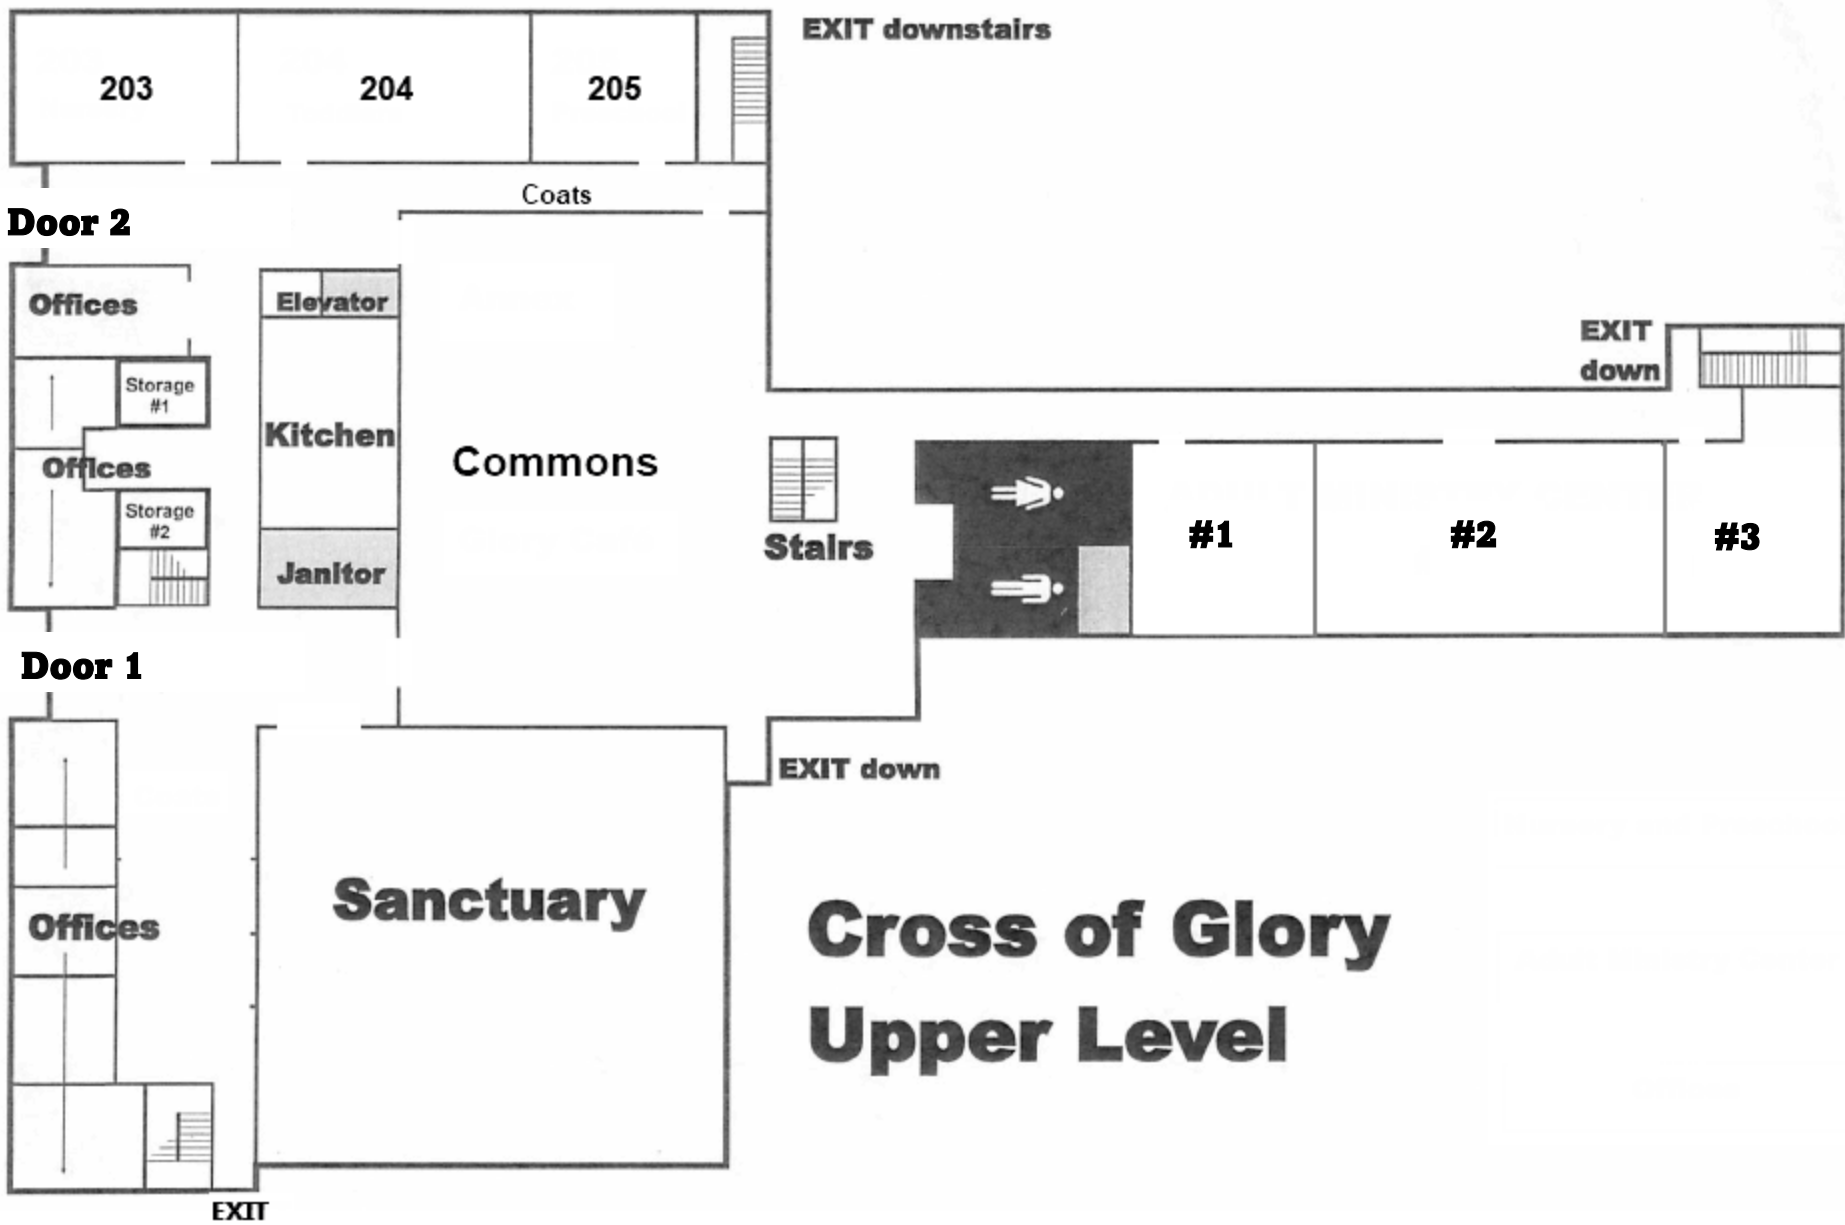 EXIT downstairs
203
204
205
Coats
Door 2
Offices
Elevator
EXIT
down
Storage
#1
Kitchen
Commons
Offices
Storage
#2
Stairs
#1
#2
#3
Janitor
Door 1
EXIT down
Sanctuary
Offices
Cross of Glory
Upper Level
EXIT